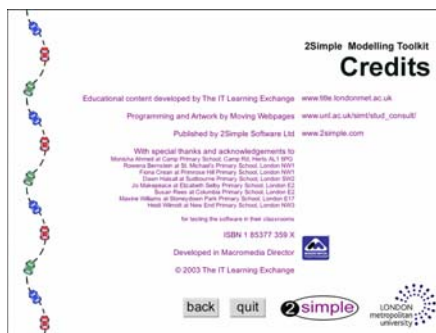 2Simple Modelling Toolkit
Credits
Educational content developed by The IT Learning Exchange www.title.londonmet.ac.uk
Programming and Artwork by Moving Webpages www.unl.ac.uk/simt/stud_consult/
Published by 2Simple Software Ltd www.2simple.com
With special thanks and acknowledgements to
Monisha Ahmed at Camp Primary School, Camp Rd, Herts AL1 5PG
Rowena Bernstein at St. Michael's Primary School, London NW1
Fiona Crean at Primrose Hill Primary School, London NW1
Dawn Hallsall at Sudbourne Primary School, London SW2
Jo Makepeace at Elizabeth Selby Primary School, London E2
Susan Rees at Columbia Primary School, London E2
Maxine Williams at Stoneydown Park Primary School, London E17
Heidi Wilmott at New End Primary School, London NW3
for testing the software in their classrooms
ISBN 1 85377 359 X
Developed in Macromedia Director
© 2003 The IT Learning Exchange
back quit 2 simple
LONDON
metropolitan
university